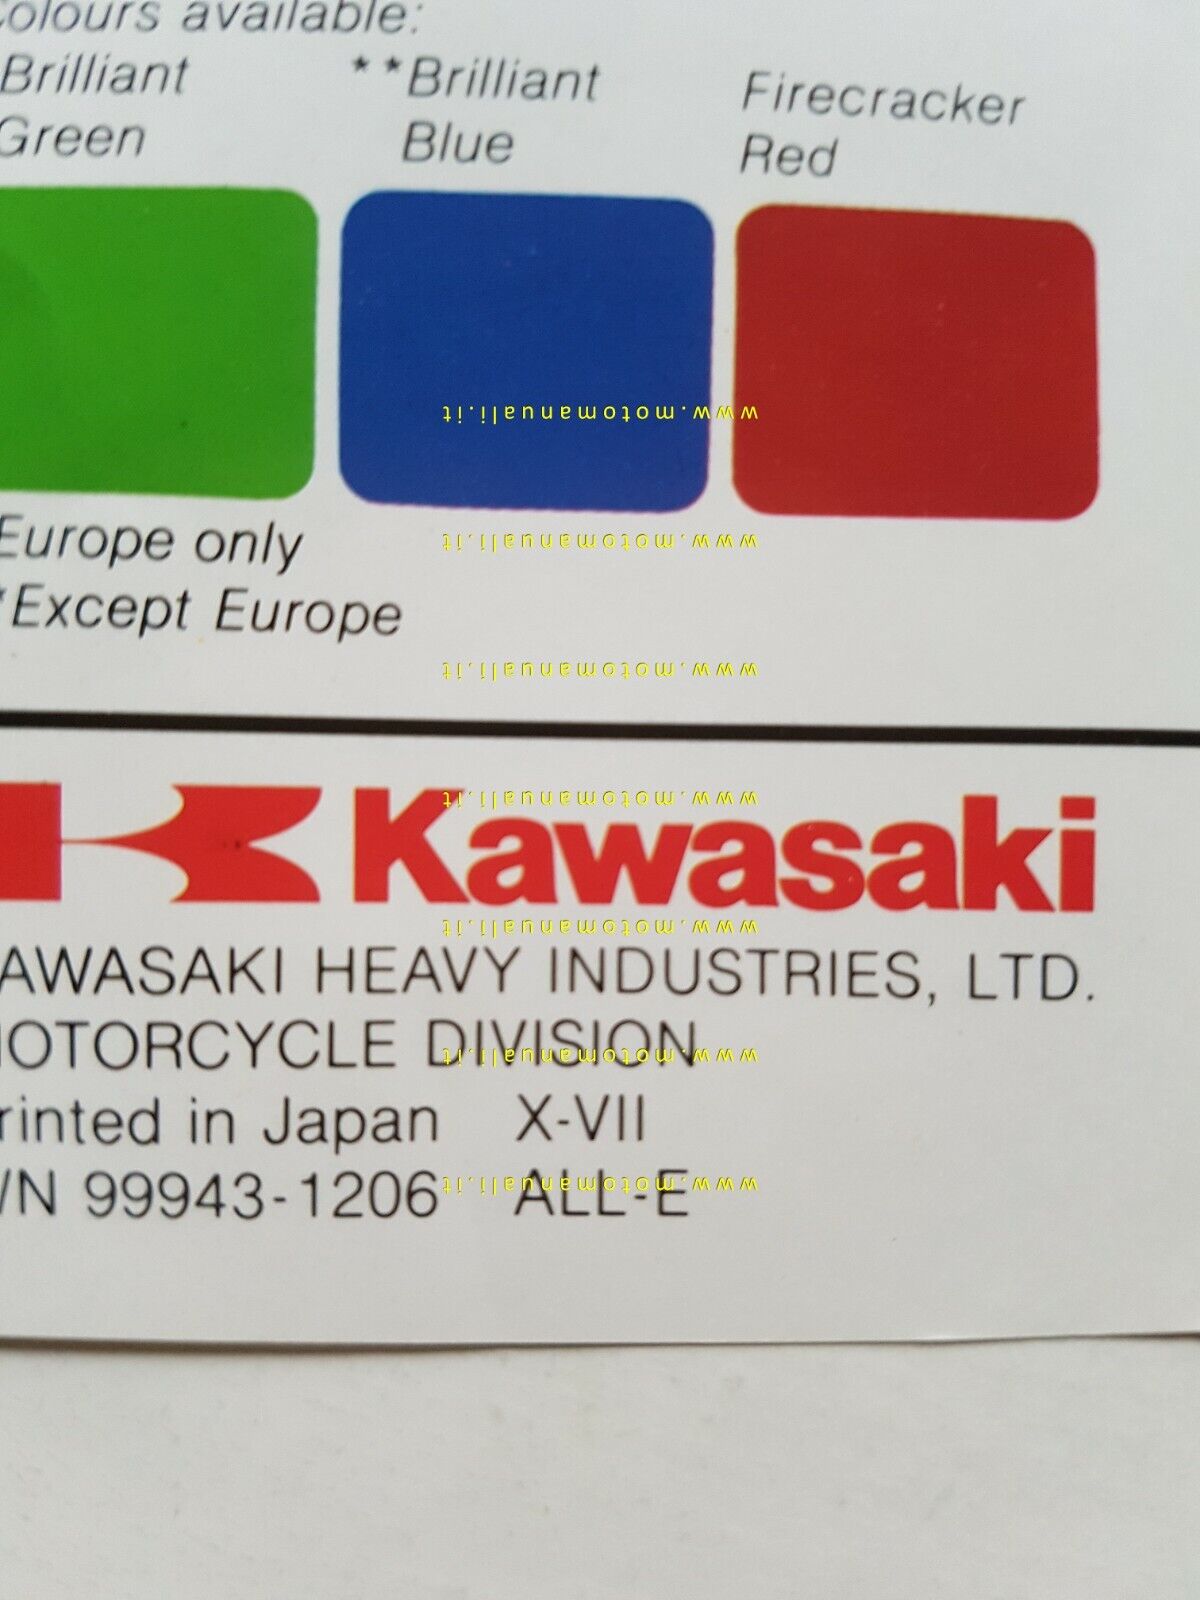 Colours available:
Brilliant Green
**Brilliant Blue
Firecracker Red
www.motomanuali.it
Europe only
www.motomanuali.it
*Except Europe
www.motomanuali.it
Kawasaki
www.motomanuali.it
www.motomanuali.it
AWASAKI HEAVY INDUSTRIES, LTD.
OTORCYCLE DIVISION
www.motomanuali.it
rinted in Japan X-VII
/N 99943-1206 ALL-E
www.motomanuali.it